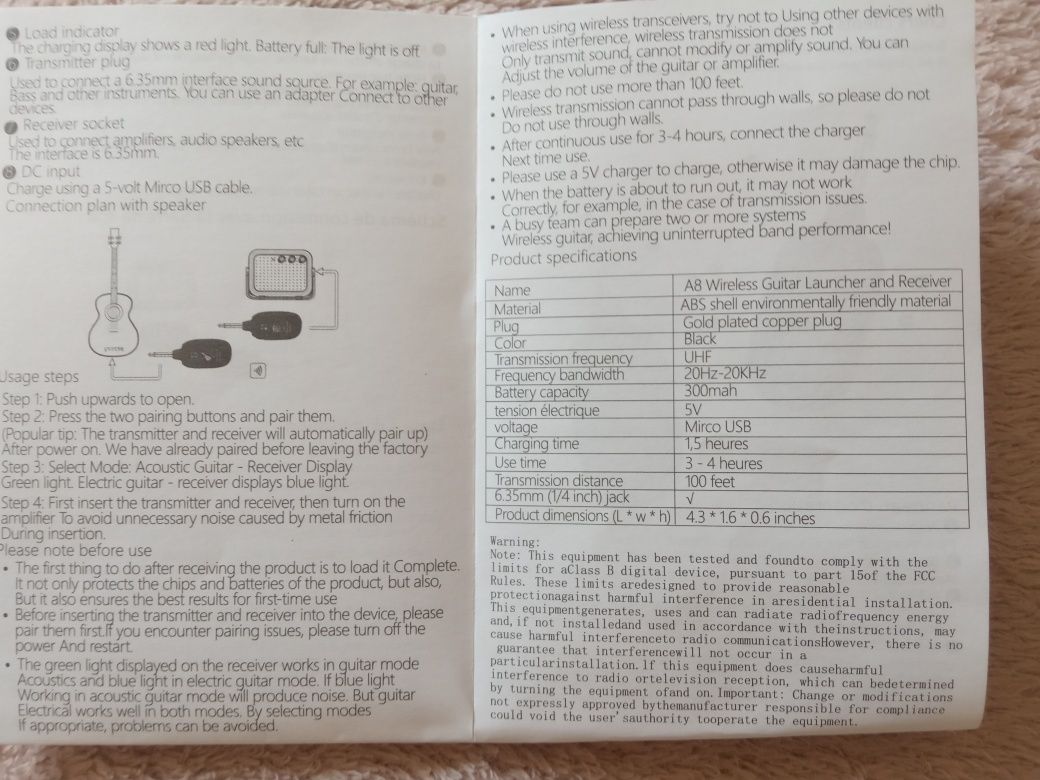 5 Load indicator
The charging display shows a red light. Battery full: The light is off
6 Transmitter plug
Used to connect a 6.35mm interface sound source. For example: guitar,
Bass and other instruments. You can use an adapter Connect to other
devices.
7 Receiver socket
Used to connect amplifiers, audio speakers, etc
The interface is 6.35mm.
8 DC input
Charge using a 5-volt Mirco USB cable.
Connection plan with speaker
Usage steps
Step 1: Push upwards to open.
Step 2: Press the two pairing buttons and pair them.
(Popular tip: The transmitter and receiver will automatically pair up)
After power on. We have already paired before leaving the factory
Step 3: Select Mode: Acoustic Guitar - Receiver Display
Green light. Electric guitar - receiver displays blue light.
Step 4: First insert the transmitter and receiver, then turn on the
amplifier To avoid unnecessary noise caused by metal friction
During insertion.
Please note before use
• The first thing to do after receiving the product is to load it Complete.
It not only protects the chips and batteries of the product, but also,
But it also ensures the best results for first-time use
• Before inserting the transmitter and receiver into the device, please
pair them first.If you encounter pairing issues, please turn off the
power And restart.
• The green light displayed on the receiver works in guitar mode
Acoustics and blue light in electric guitar mode. If blue light
Working in acoustic guitar mode will produce noise. But guitar
Electrical works well in both modes. By selecting modes
If appropriate, problems can be avoided.
• When using wireless transceivers, try not to Using other devices with
wireless interference, wireless transmission does not
Only transmit sound, cannot modify or amplify sound. You can
Adjust the volume of the guitar or amplifier.
• Please do not use more than 100 feet.
• Wireless transmission cannot pass through walls, so please do not
Do not use through walls.
• After continuous use for 3-4 hours, connect the charger
Next time use.
• Please use a 5V charger to charge, otherwise it may damage the chip.
• When the battery is about to run out, it may not work
Correctly, for example, in the case of transmission issues.
• A busy team can prepare two or more systems
Wireless guitar, achieving uninterrupted band performance!
Product specifications
Name A8 Wireless Guitar Launcher and Receiver
Material ABS shell environmentally friendly material
Plug Gold plated copper plug
Color Black
Transmission frequency UHF
Frequency bandwidth 20Hz-20KHz
Battery capacity 300mah
tension électrique 5V
voltage Mirco USB
Charging time 1,5 heures
Use time 3 - 4 heures
Transmission distance 100 feet
6.35mm (1/4 inch) jack √
Product dimensions (L * w * h) 4.3 * 1.6 * 0.6 inches
Warning:
Note: This equipment has been tested and foundto comply with the
limits for aClass B digital device, pursuant to part 15of the FCC
Rules. These limits aredesigned to provide reasonable
protectionagainst harmful interference in aresidential installation.
This equipmentgenerates, uses and can radiate radiofrequency energy
and, if not installedand used in accordance with theinstructions, may
cause harmful interferenceto radio communicationsHowever, there is no
guarantee that interferencewill not occur in a
particularinstallation. lf this equipment does causeharmful
interference to radio ortelevision reception, which can bedetermined
by turning the equipment ofand on. Important: Change or modifications
not expressly approved bythemanufacturer responsible for compliance
could void the user'sauthority tooperate the equipment.